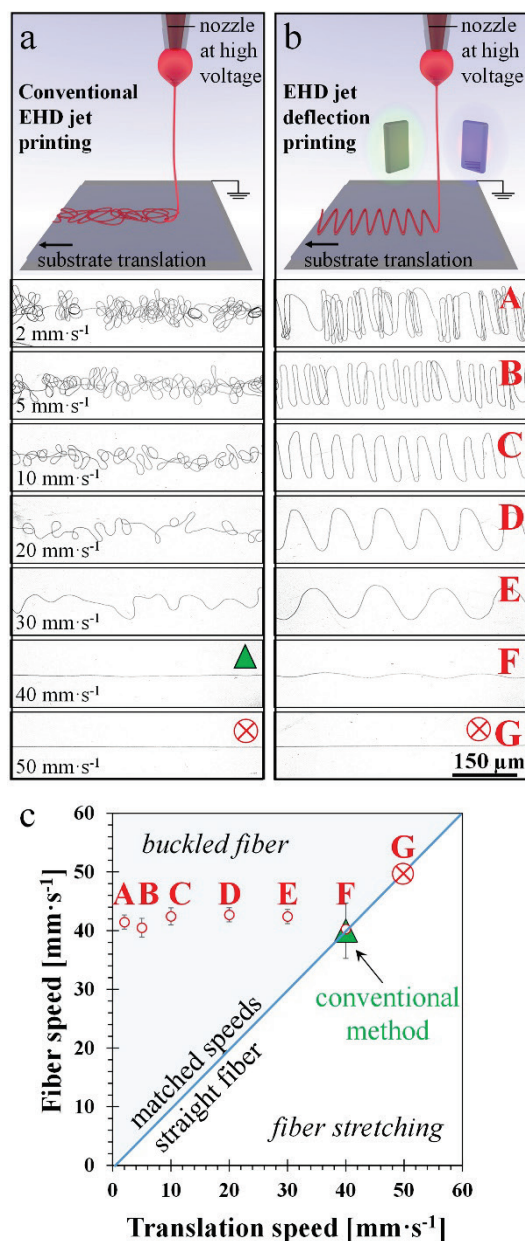 a
nozzle
at high
voltage
Conventional
EHD jet
printing
substrate translation
2 mm·s⁻¹
5 mm·s⁻¹
10 mm·s⁻¹
20 mm·s⁻¹
30 mm·s⁻¹
40 mm·s⁻¹
50 mm·s⁻¹
b
nozzle
at high
voltage
EHD jet
deflection
printing
substrate translation
A
B
C
D
E
F
G
150 µm
c
60
50
40
30
20
10
0
Fiber speed [mm·s⁻¹]
buckled fiber
A
B
C
D
E
F
G
conventional
method
matched speeds
straight fiber
fiber stretching
0
10
20
30
40
50
60
Translation speed [mm·s⁻¹]